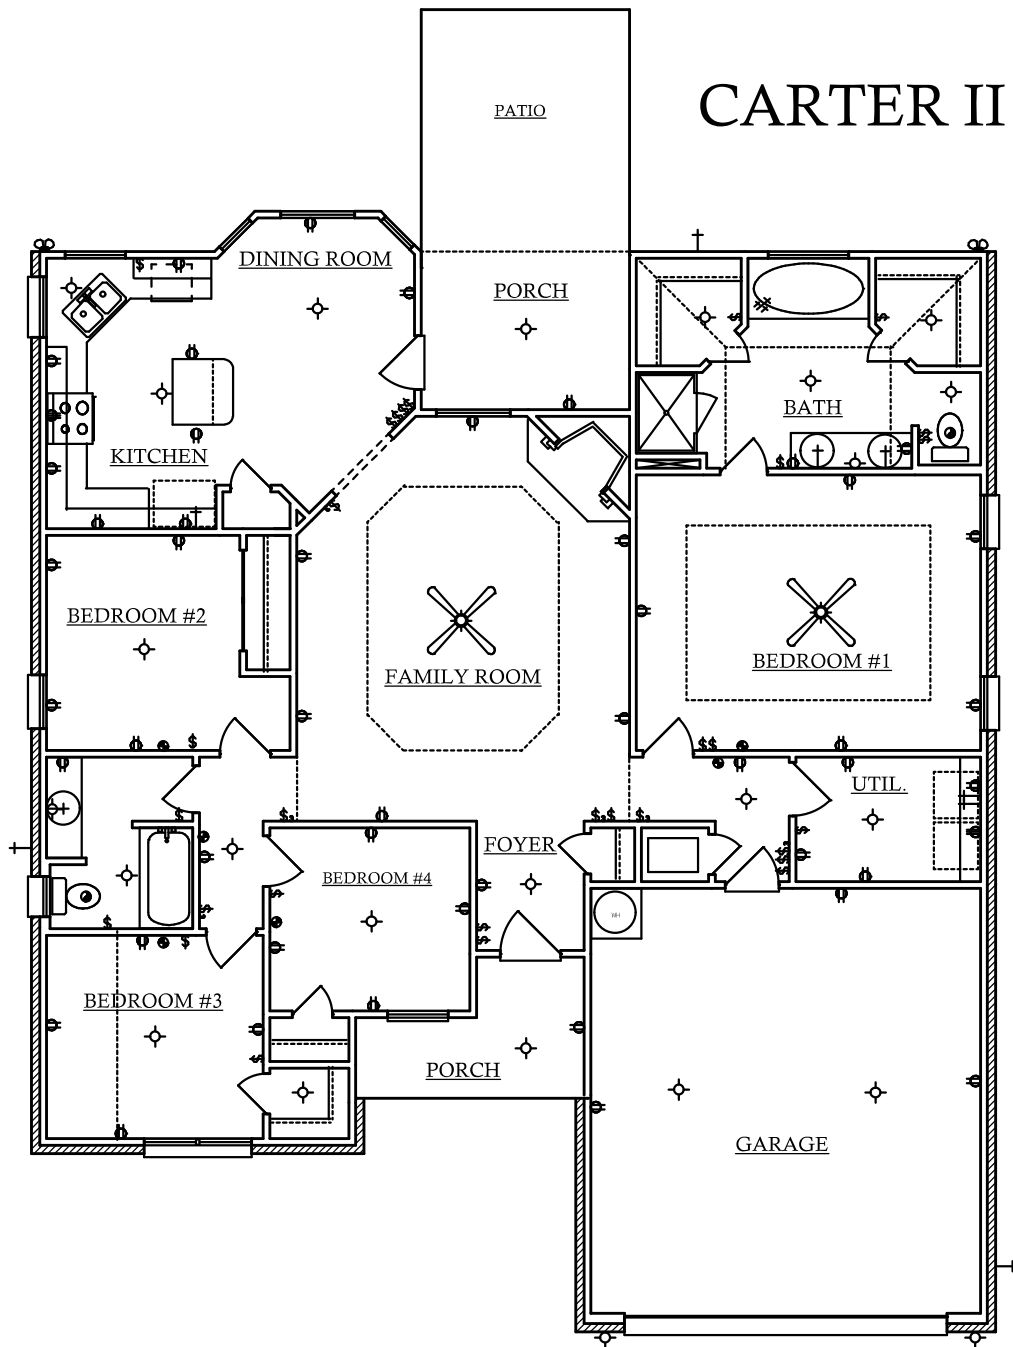 CARTER II
PATIO
DINING ROOM
PORCH
BATH
KITCHEN
BEDROOM #2
FAMILY ROOM
BEDROOM #1
UTIL.
FOYER
BEDROOM #4
WH
BEDROOM #3
PORCH
GARAGE